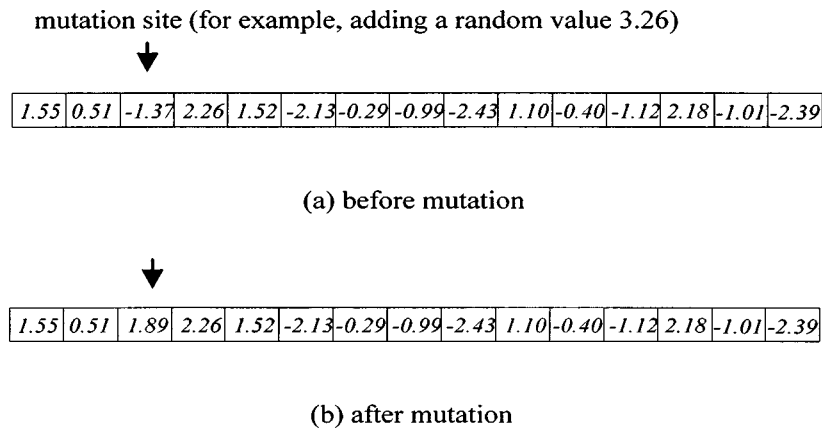 mutation site (for example, adding a random value 3.26)
1.55 0.51 -1.37 2.26 1.52 -2.13 -0.29 -0.99 -2.43 1.10 -0.40 -1.12 2.18 -1.01 -2.39
(a) before mutation
1.55 0.51 1.89 2.26 1.52 -2.13 -0.29 -0.99 -2.43 1.10 -0.40 -1.12 2.18 -1.01 -2.39
(b) after mutation